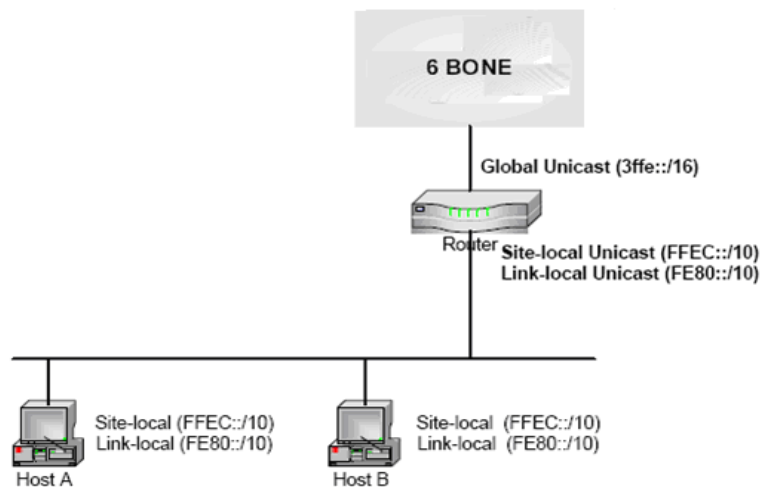 6 BONE
Global Unicast (3ffe::/16)
Router
Site-local Unicast (FFEC::/10)
Link-local Unicast (FE80::/10)
Site-local (FFEC::/10)
Link-local (FE80::/10)
Host A
Site-local (FFEC::/10)
Link-local (FE80::/10)
Host B